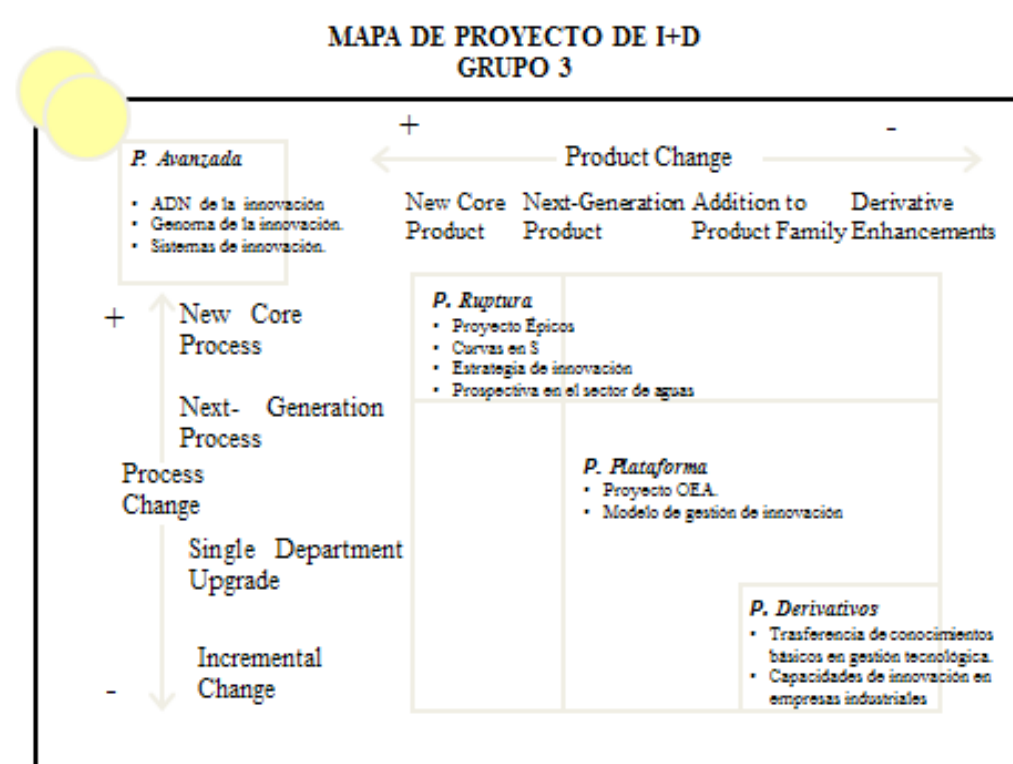 MAPA DE PROYECTO DE I+D
GRUPO 3
+
-
Product Change
P. Avanzada
• ADN de la innovación
• Genoma de la innovación.
• Sistemas de innovación.
New Core Product
Next-Generation Product
Addition to Product Family
Derivative Enhancements
+
New Core
Process
Next- Generation
Process
Process
Change
Single Department
Upgrade
Incremental
Change
-
P. Ruptura
• Proyecto Épicos
• Curvas en S
• Estrategia de innovación
• Prospectiva en el sector de aguas
P. Plataforma
• Proyecto OEA.
• Modelo de gestión de innovación
P. Derivativos
• Trasferencia de conocimientos
básicos en gestión tecnológica.
• Capacidades de innovación en
empresas industriales